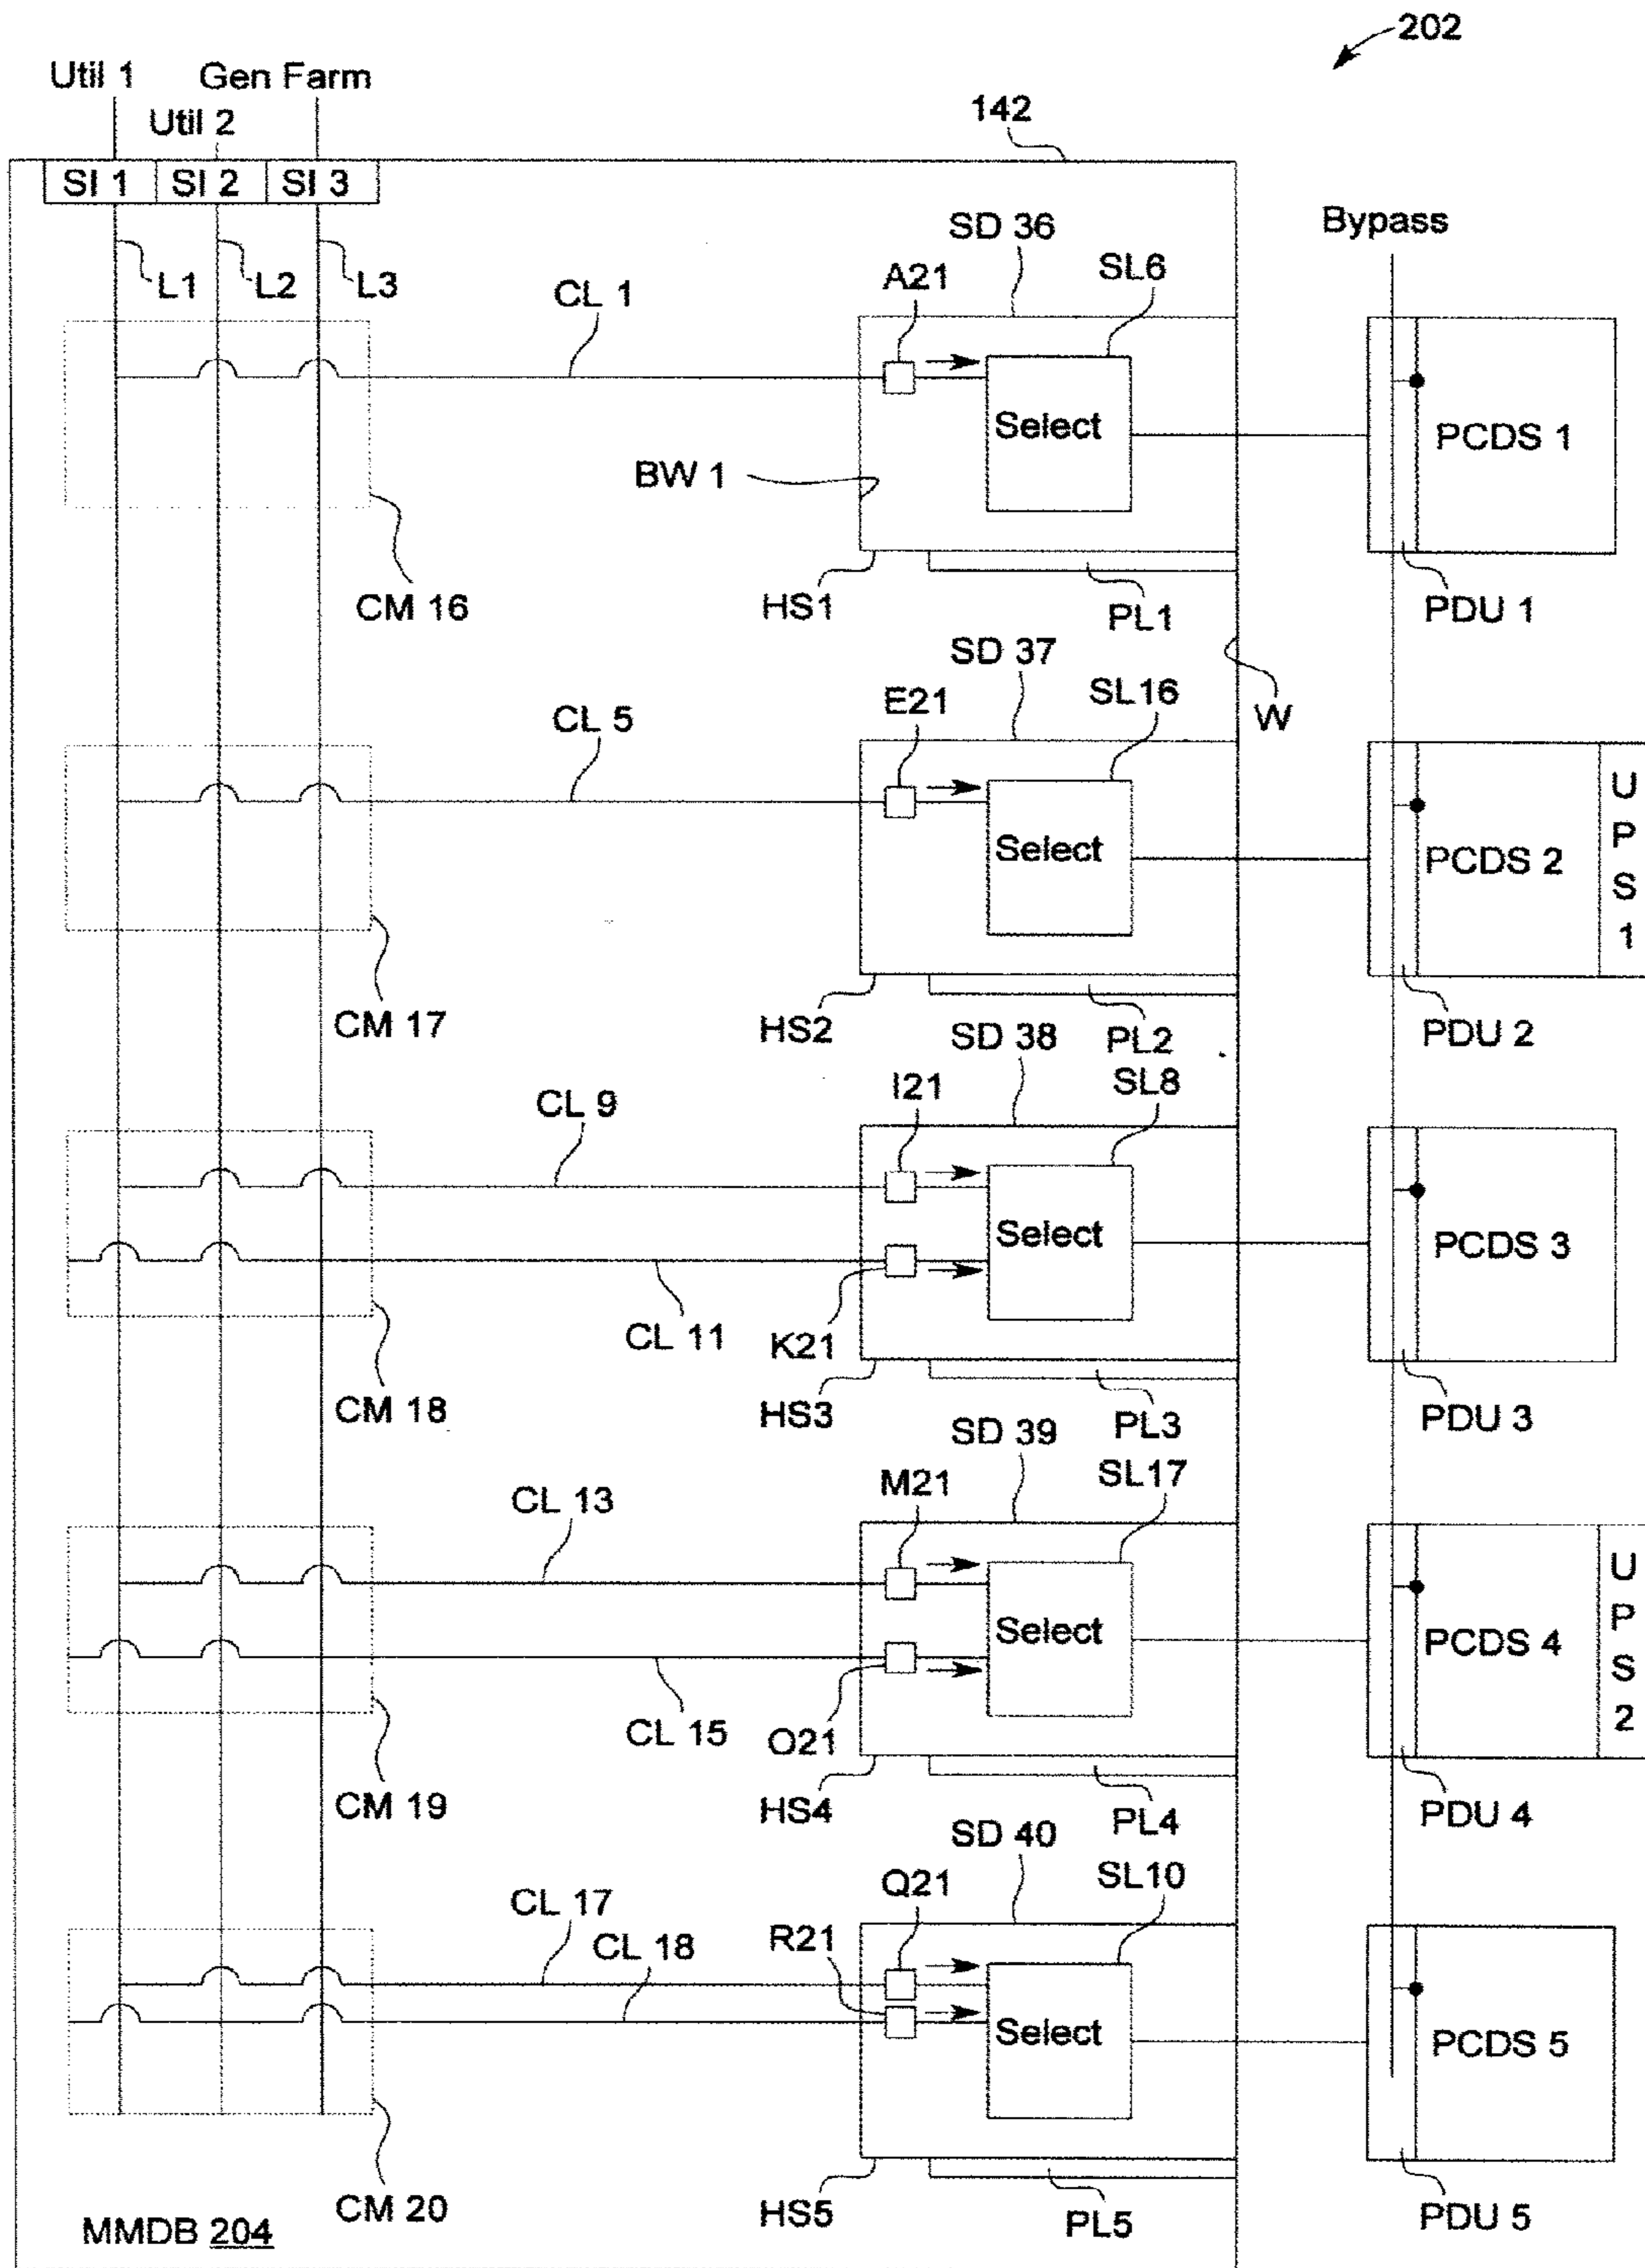 202
Util 1
Gen Farm
Util 2
142
SI 1
SI 2
SI 3
SD 36
Bypass
L1
L2
L3
CL 1
A21
SL6
Select
PCDS 1
BW 1
CM 16
HS1
PL1
PDU 1
SD 37
W
CL 5
E21
SL16
Select
PCDS 2
UPS1
CM 17
HS2
PL2
PDU 2
SD 38
CL 9
I21
SL8
Select
PCDS 3
CL 11
K21
CM 18
HS3
PL3
PDU 3
SD 39
CL 13
M21
SL17
Select
PCDS 4
UPS2
CL 15
O21
CM 19
HS4
PL4
PDU 4
SD 40
CL 17
Q21
SL10
CL 18
R21
Select
PCDS 5
CM 20
HS5
PL5
PDU 5
MMDB 204